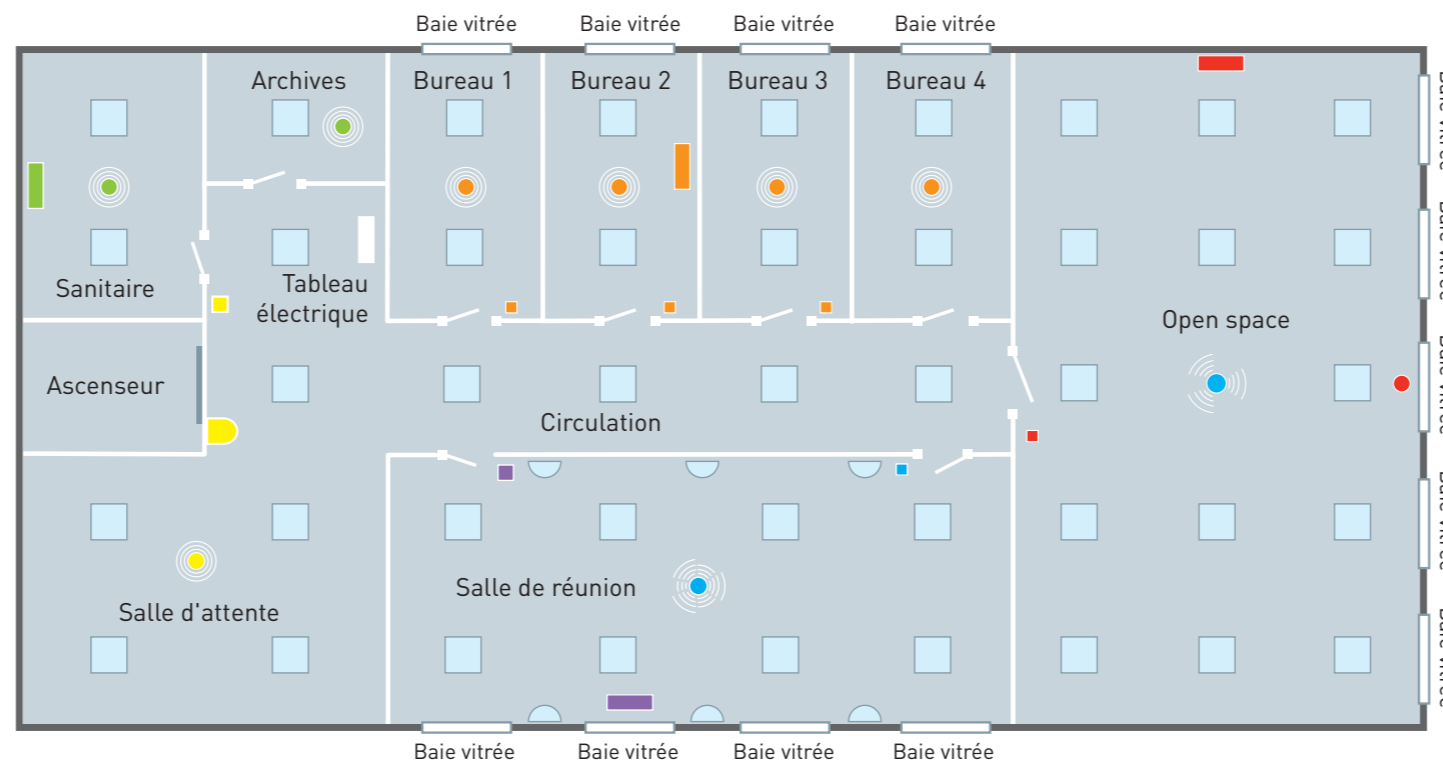 Baie vitrée
Baie vitrée
Baie vitrée
Baie vitrée
Archives
Bureau 1
Bureau 2
Bureau 3
Bureau 4
Sanitaire
Tableau
électrique
Open space
Ascenseur
Circulation
Salle de réunion
Salle d'attente
Baie vitrée
Baie vitrée
Baie vitrée
Baie vitrée